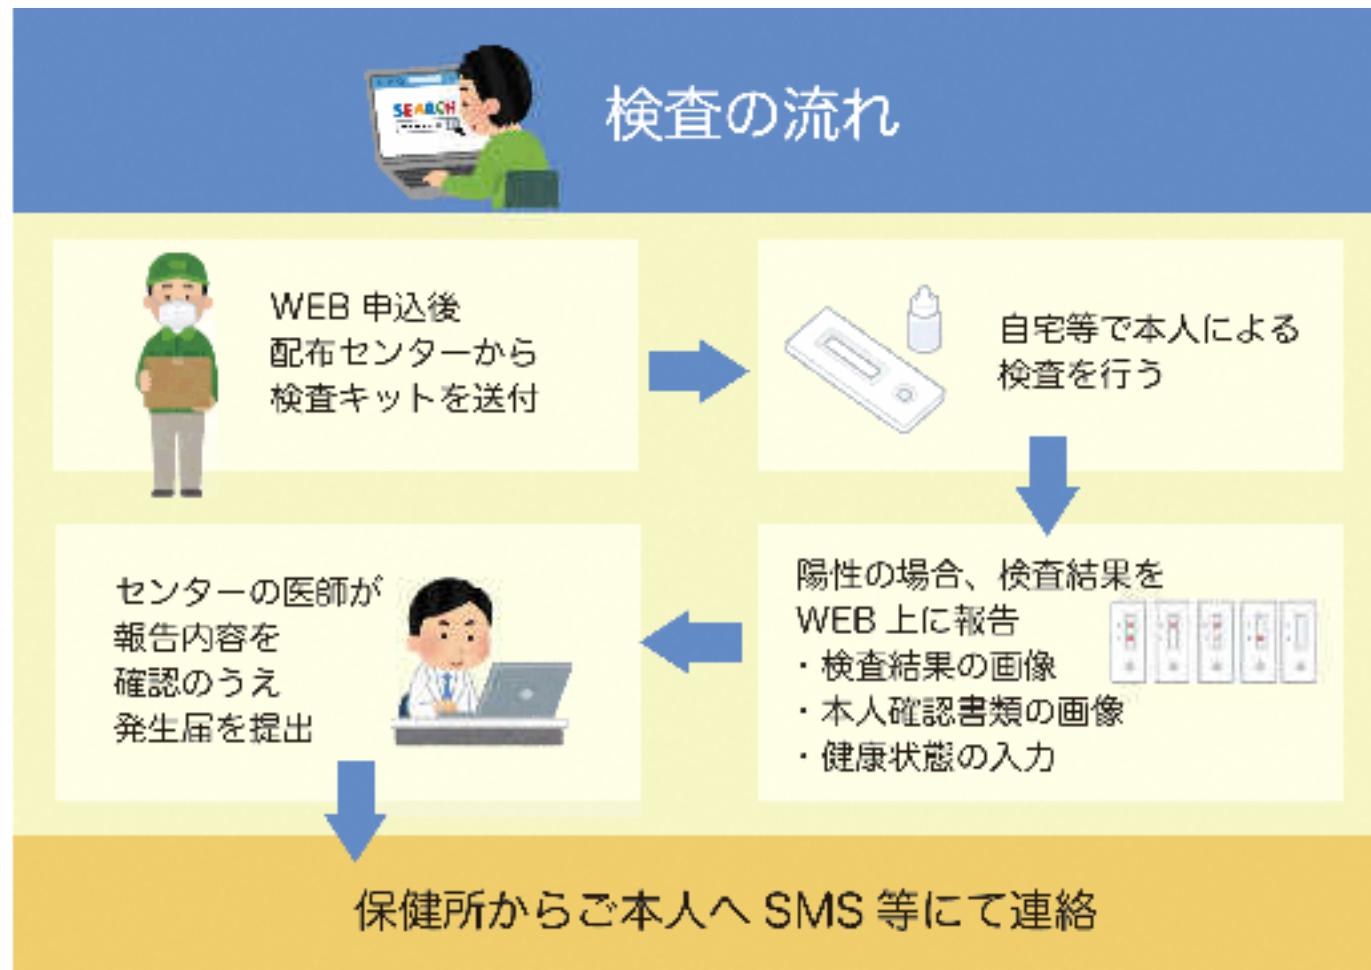 SEARCH
検査の流れ
WEB 申込後
配布センターから
検査キットを送付
自宅等で本人による
検査を行う
陽性の場合、検査結果を
WEB 上に報告
・検査結果の画像
・本人確認書類の画像
・健康状態の入力
センターの医師が
報告内容を
確認のうえ
発生届を提出
保健所からご本人へ SMS 等にて連絡